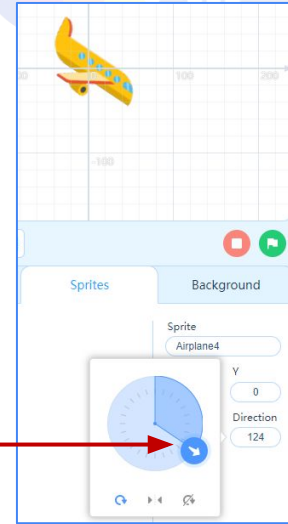 100
200
-100
Sprites
Background
Sprite
Airplane4
Y
0
Direction
124